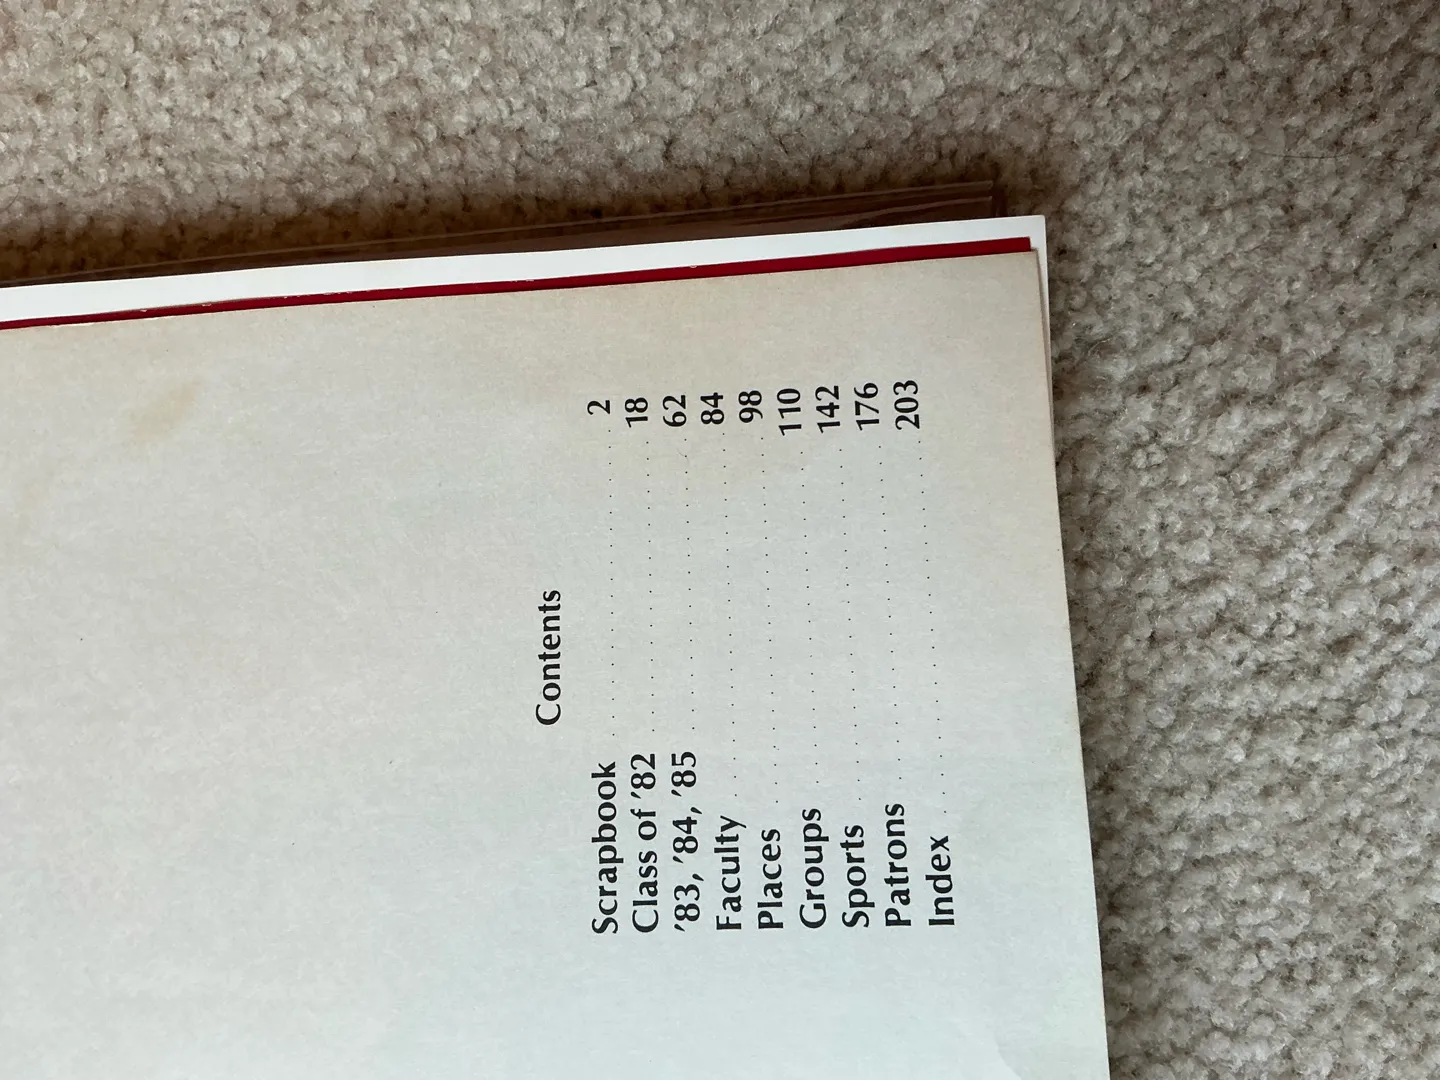 Contents
Scrapbook . . . . . . . . . . . . . . . . 2
Class of '82 . . . . . . . . . . . . . . . 18
'83, '84, '85 . . . . . . . . . . . . . . . 62
Faculty . . . . . . . . . . . . . . . . . . 84
Places . . . . . . . . . . . . . . . . . . 98
Groups . . . . . . . . . . . . . . . . . 110
Sports . . . . . . . . . . . . . . . . . . 142
Patrons . . . . . . . . . . . . . . . . . 176
Index . . . . . . . . . . . . . . . . . . 203